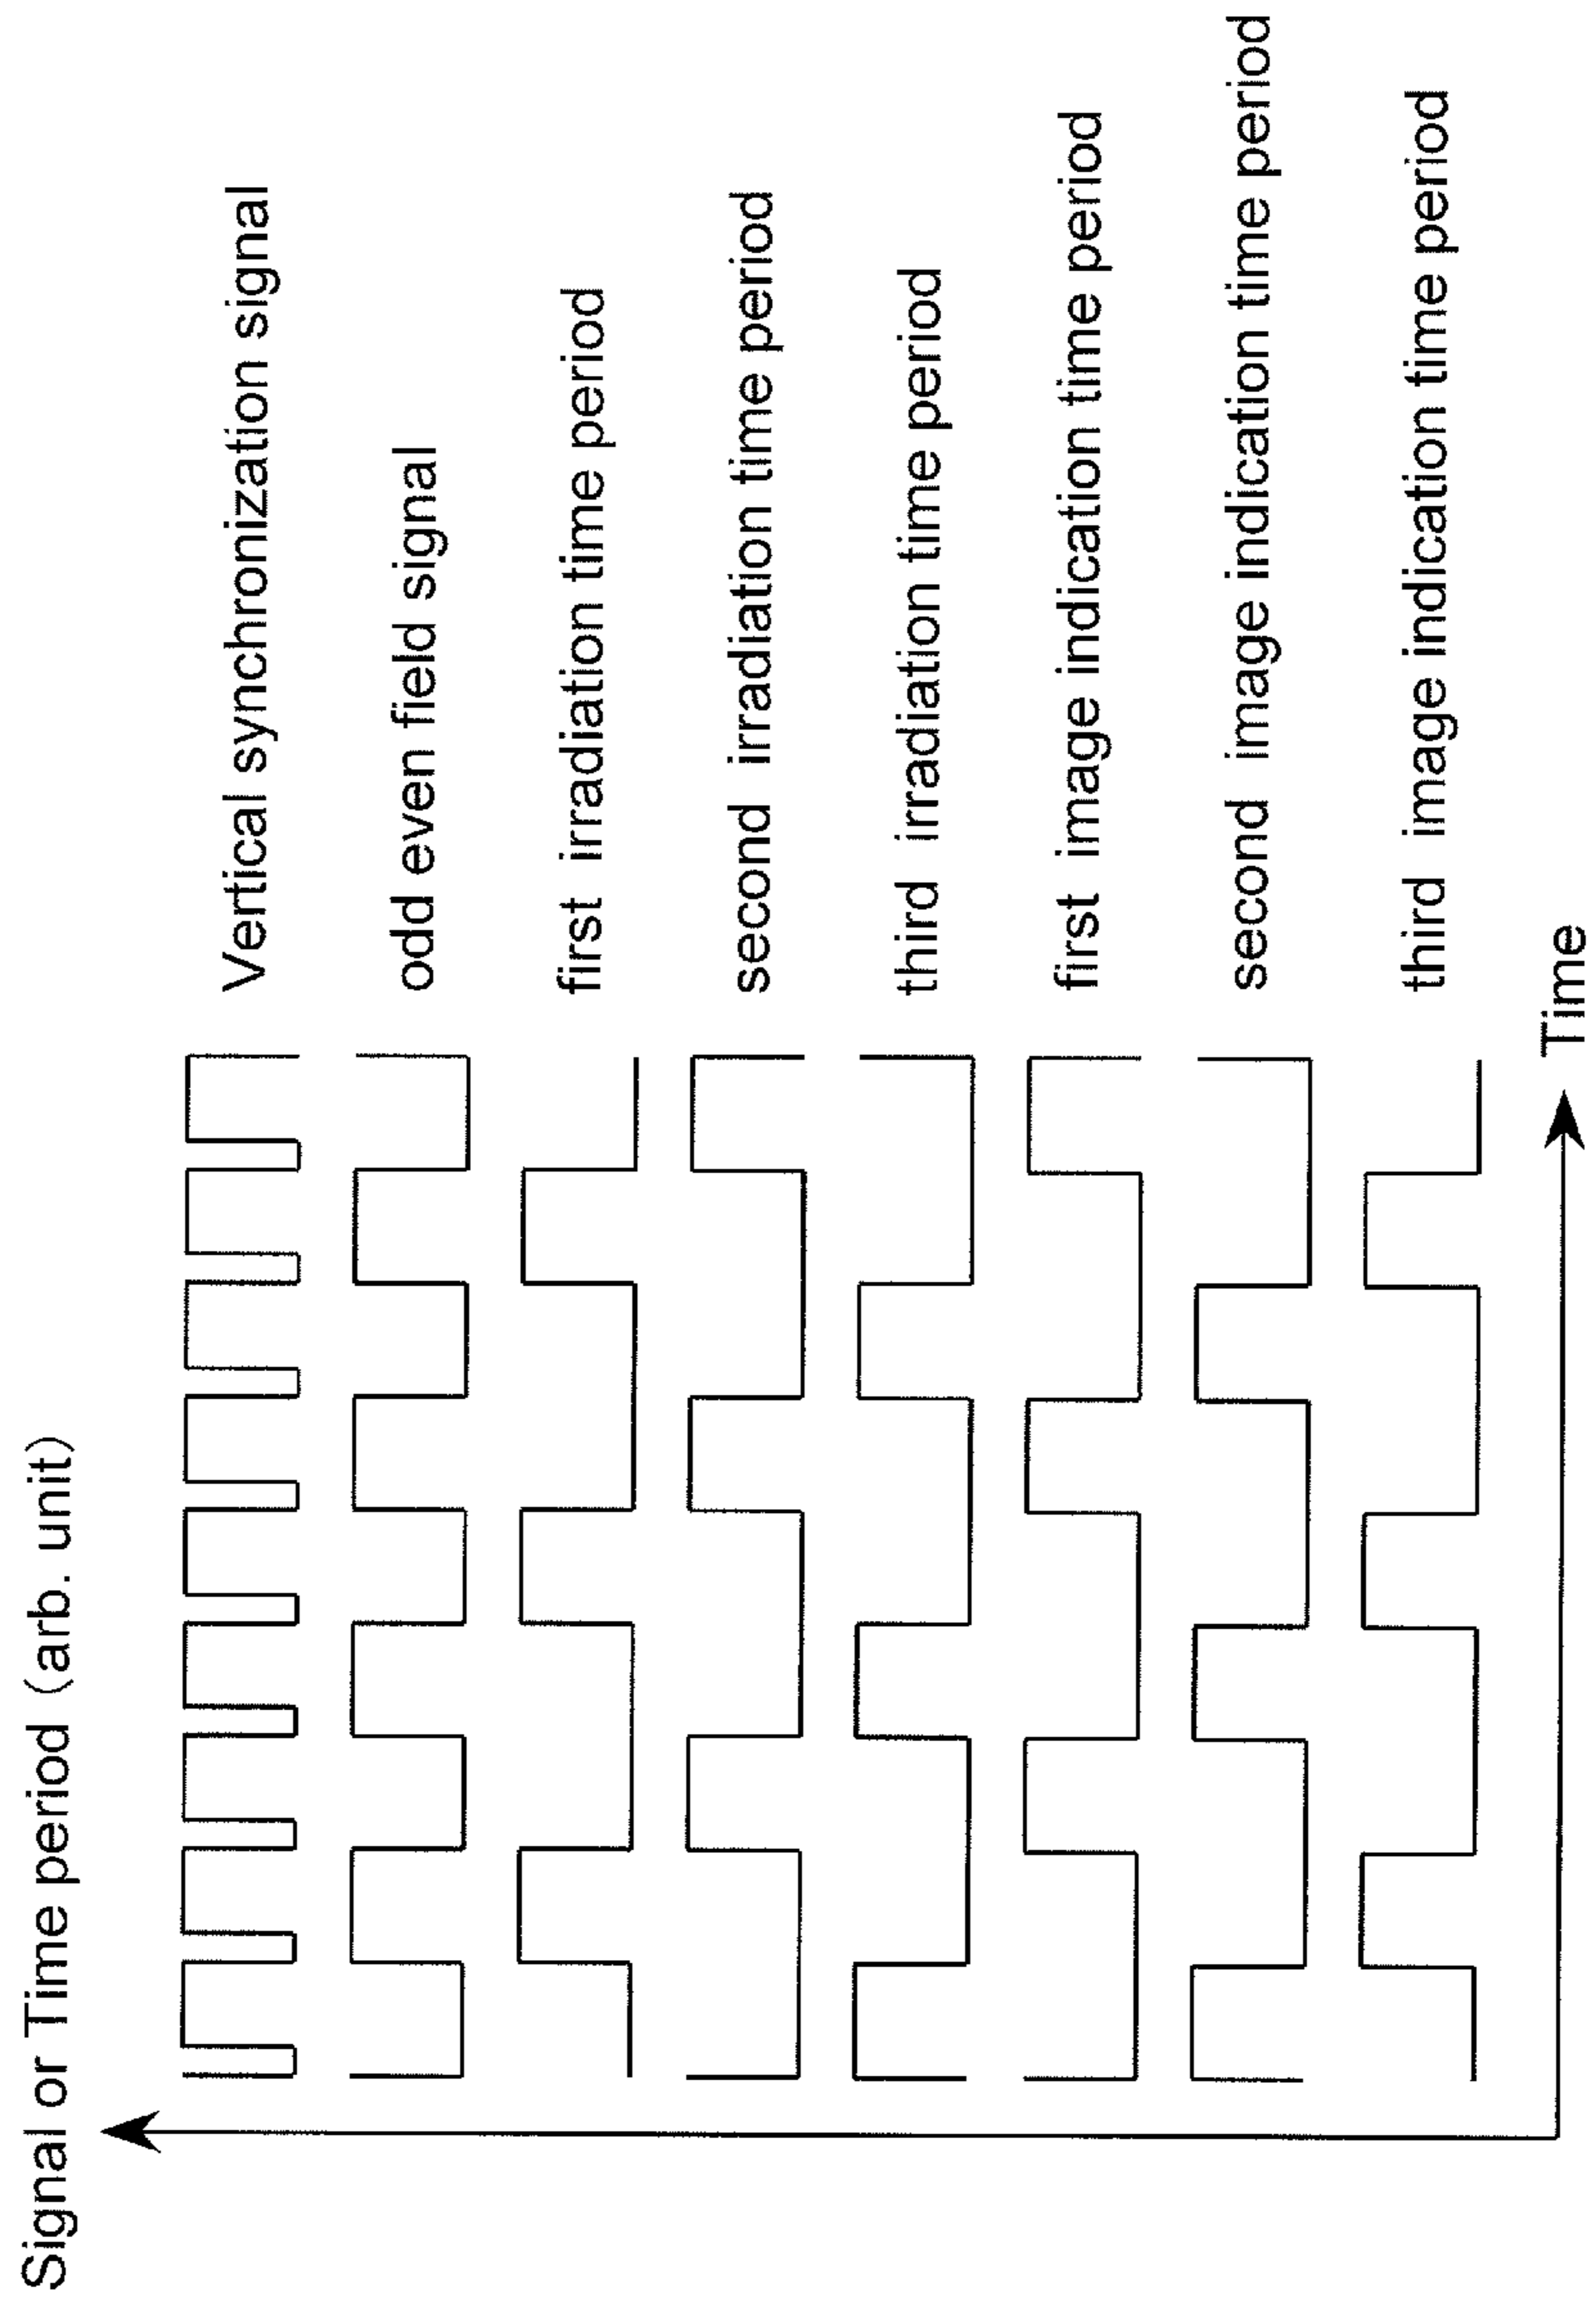 Signal or Time period (arb. unit)
Vertical synchronization signal
odd even field signal
first irradiation time period
second irradiation time period
third irradiation time period
first image indication time period
second image indication time period
third image indication time period
Time